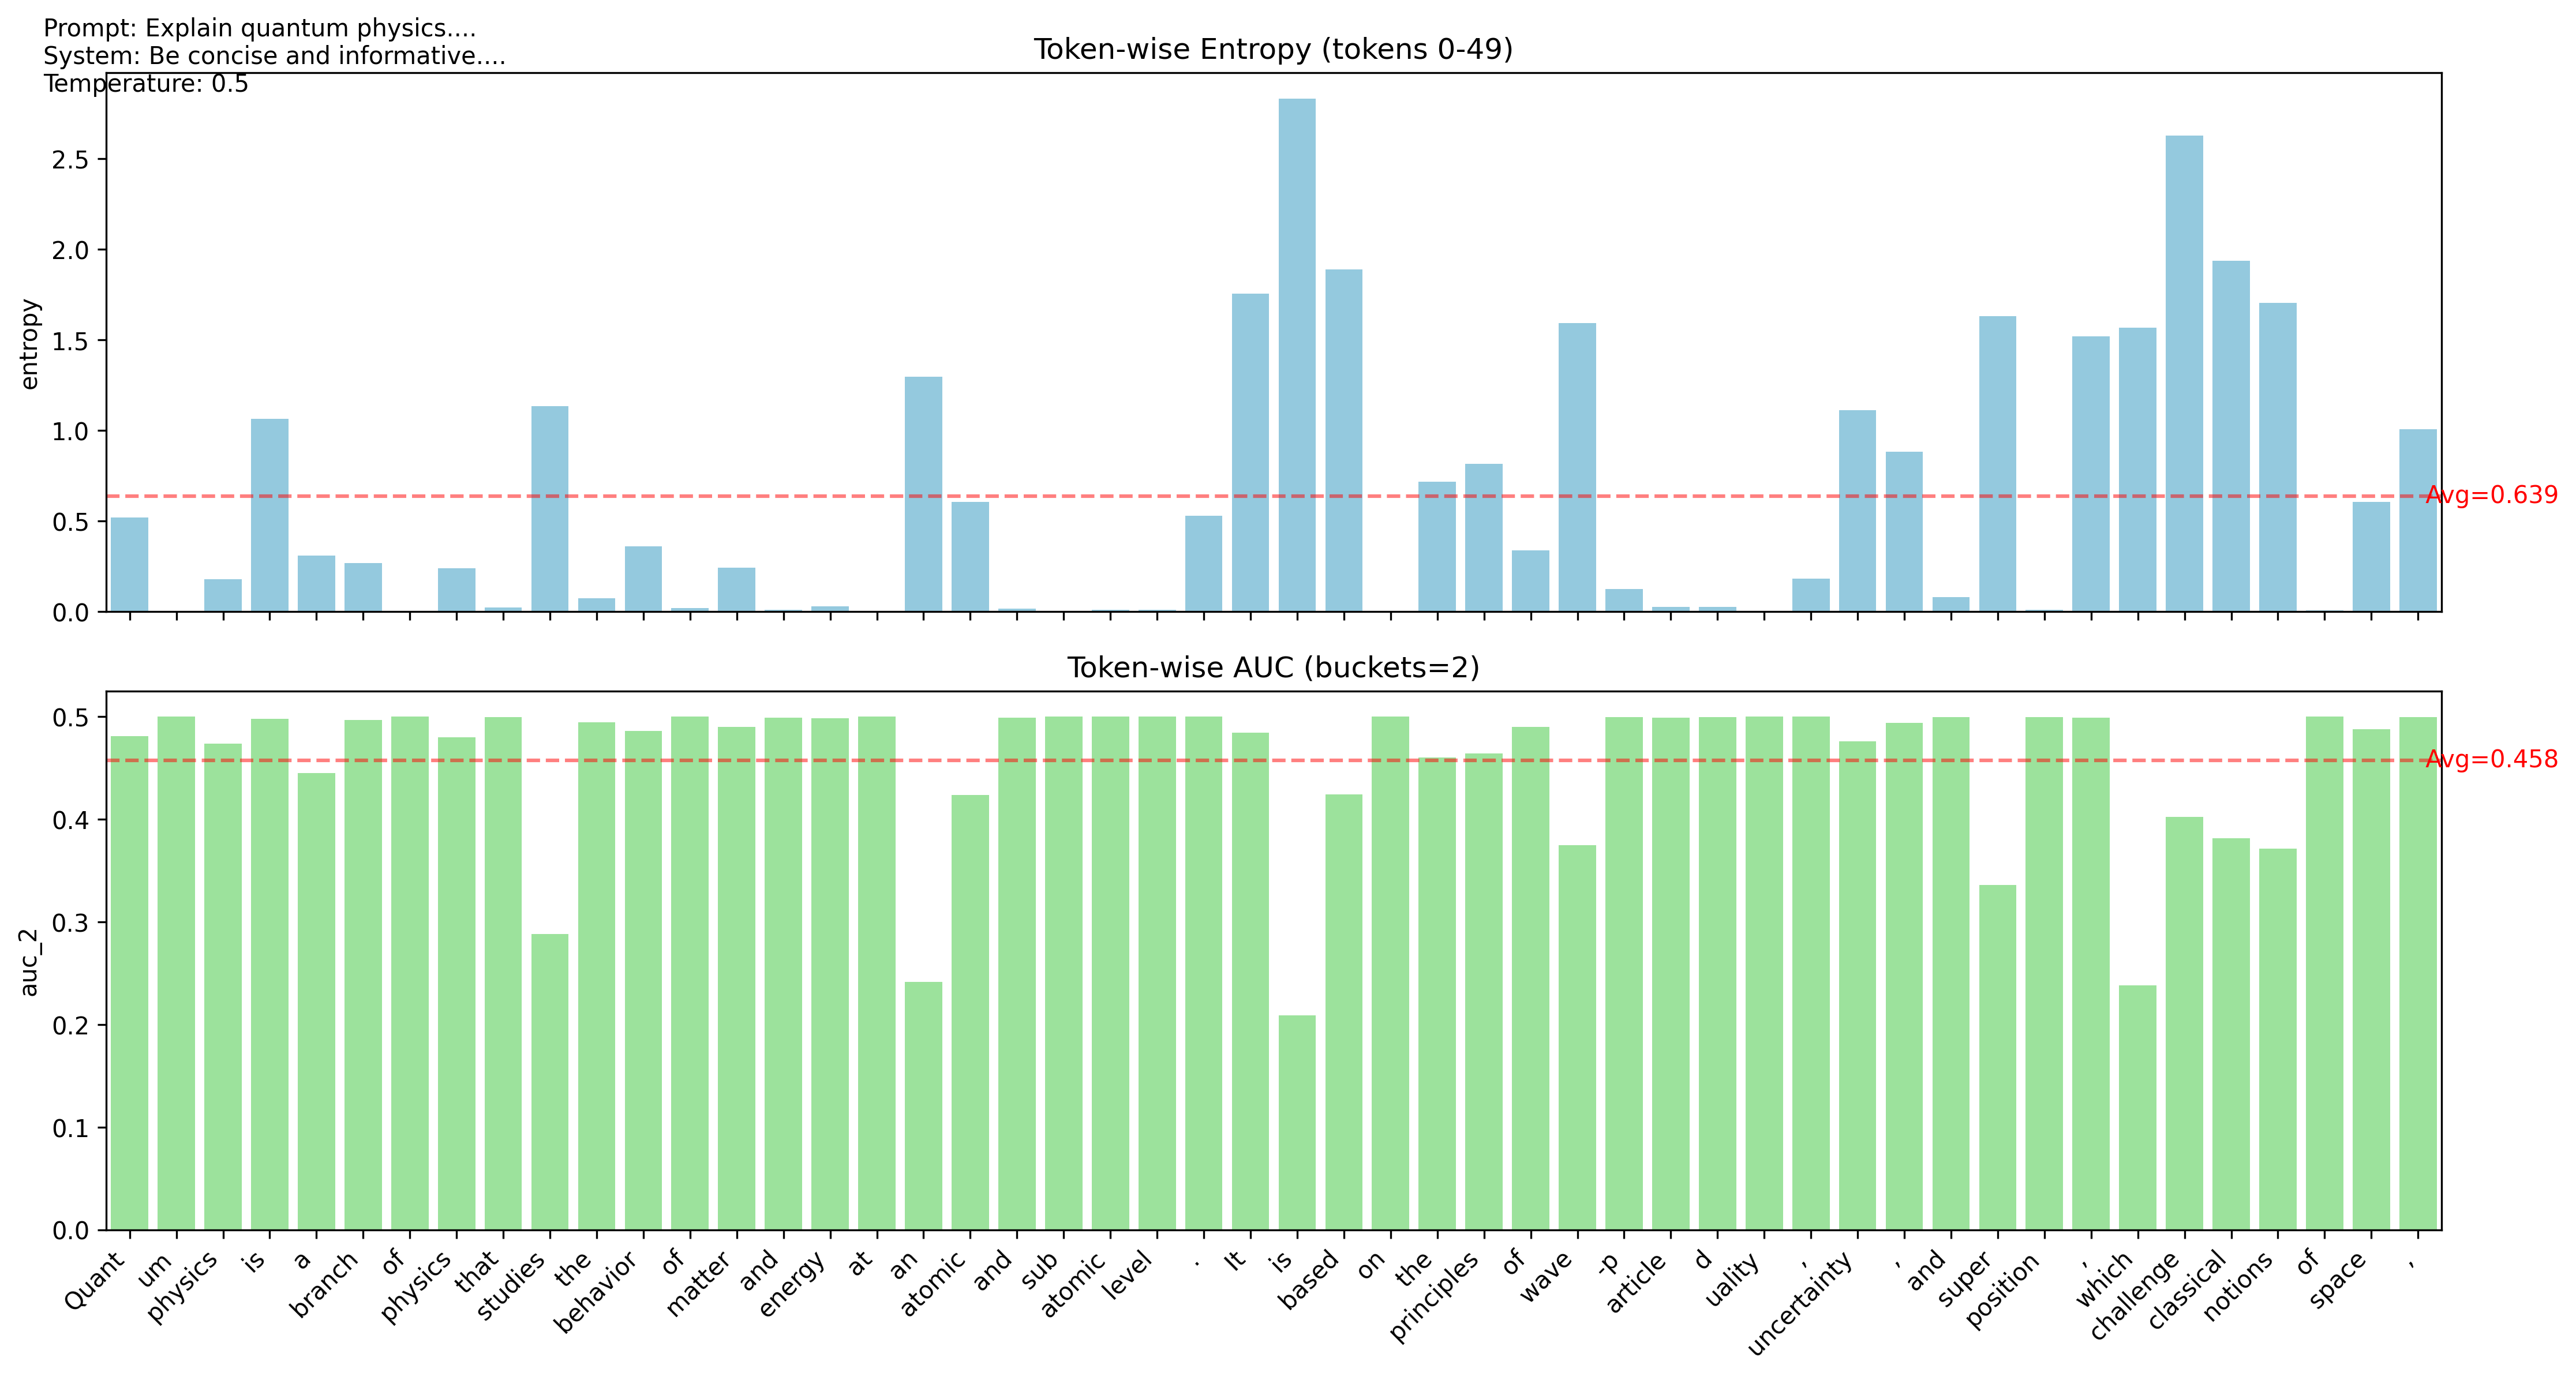 Prompt: Explain quantum physics....
System: Be concise and informative....
Temperature: 0.5
Token-wise Entropy (tokens 0-49)
entropy
2.5
2.0
1.5
1.0
0.5
0.0
Avg=0.639
Token-wise AUC (buckets=2)
auc_2
0.5
0.4
0.3
0.2
0.1
0.0
Avg=0.458
Quant
um
physics
is
a
branch
of
physics
that
studies
the
behavior
of
matter
and
energy
at
an
atomic
and
sub
atomic
level
.
It
is
based
on
the
principles
of
wave
-p
article
d
uality
,
uncertainty
,
and
super
position
,
which
challenge
classical
notions
of
space
,